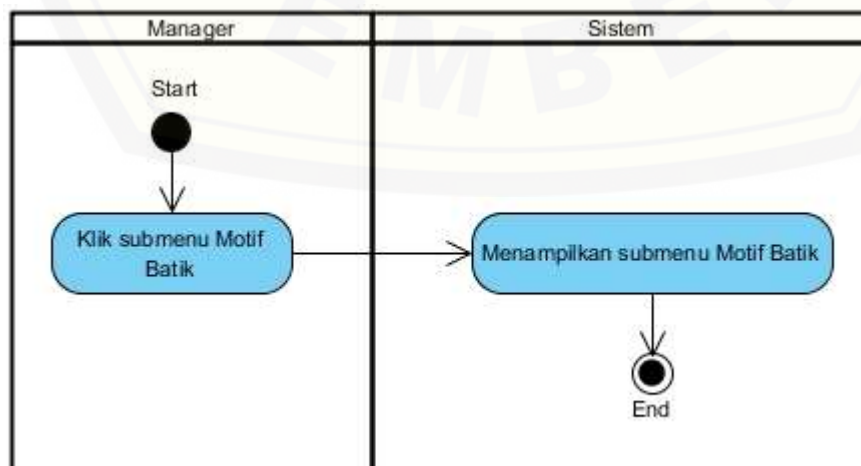 Manager
Sistem
Start
Klik submenu Motif
Batik
Menampilkan submenu Motif Batik
End